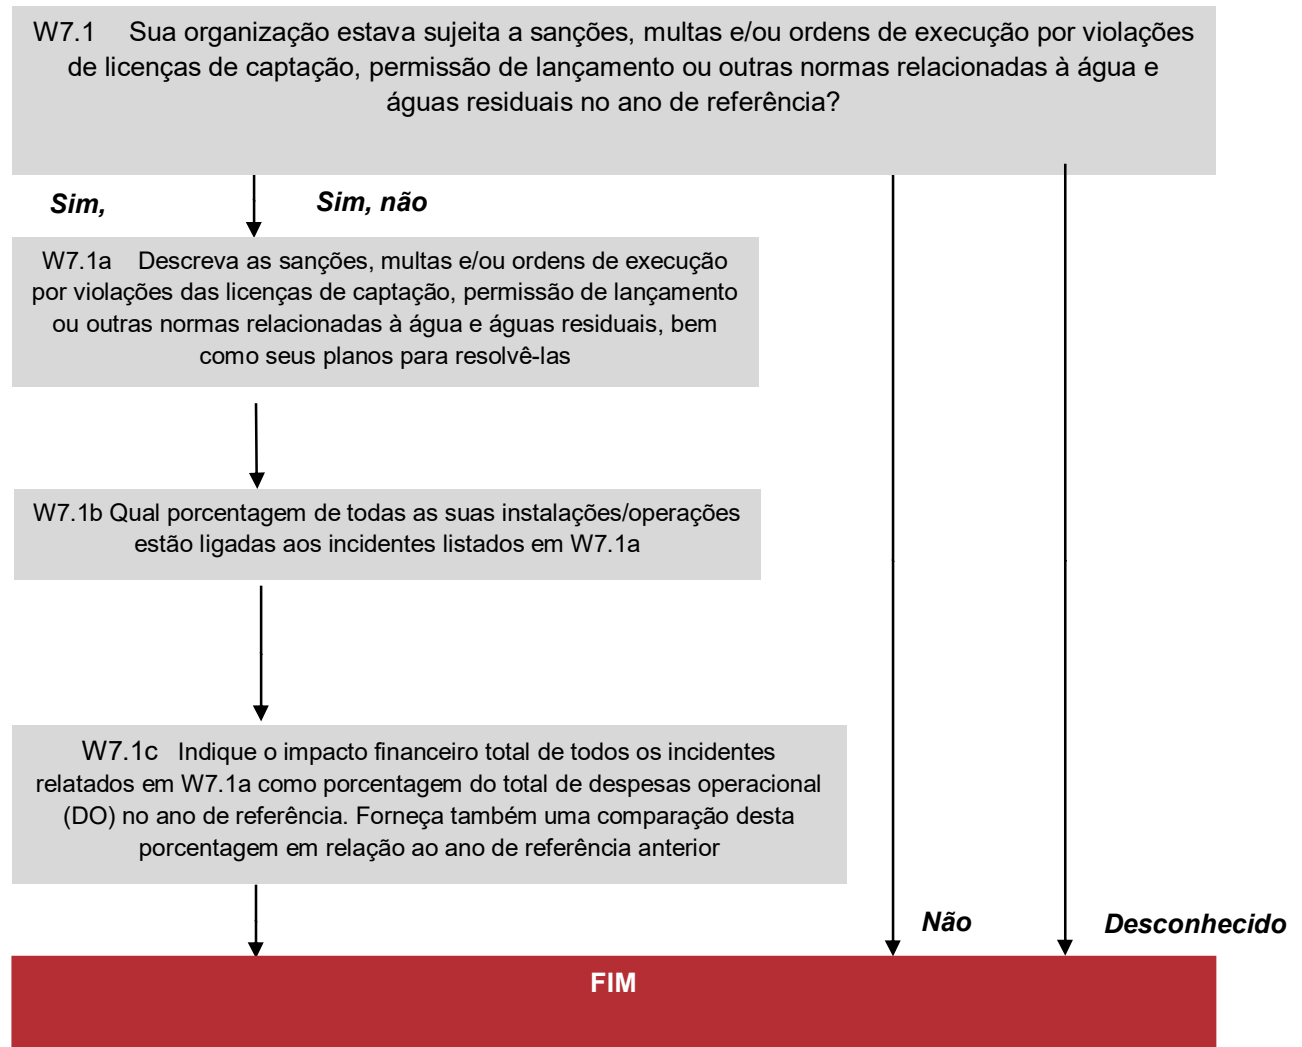 W7.1 Sua organização estava sujeita a sanções, multas e/ou ordens de execução por violações
de licenças de captação, permissão de lançamento ou outras normas relacionadas à água e
águas residuais no ano de referência?
Sim,
Sim, não
W7.1a Descreva as sanções, multas e/ou ordens de execução
por violações das licenças de captação, permissão de lançamento
ou outras normas relacionadas à água e águas residuais, bem
como seus planos para resolvê-las
W7.1b Qual porcentagem de todas as suas instalações/operações
estão ligadas aos incidentes listados em W7.1a
W7.1c Indique o impacto financeiro total de todos os incidentes
relatados em W7.1a como porcentagem do total de despesas operacional
(DO) no ano de referência. Forneça também uma comparação desta
porcentagem em relação ao ano de referência anterior
Não
Desconhecido
FIM